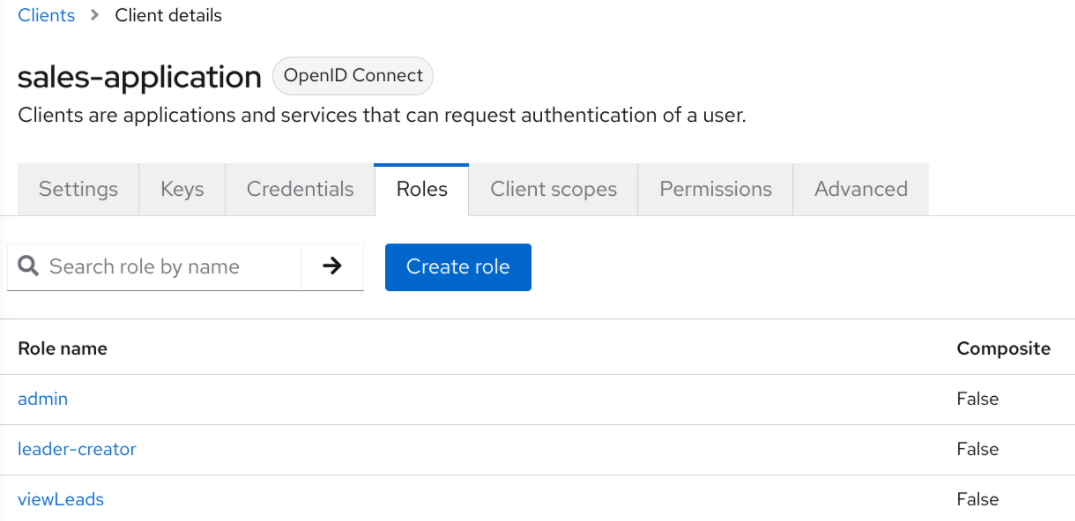 Clients > Client details
sales-application OpenID Connect
Clients are applications and services that can request authentication of a user.
Settings Keys Credentials Roles Client scopes Permissions Advanced
Search role by name → Create role
Role name Composite
admin False
leader-creator False
viewLeads False